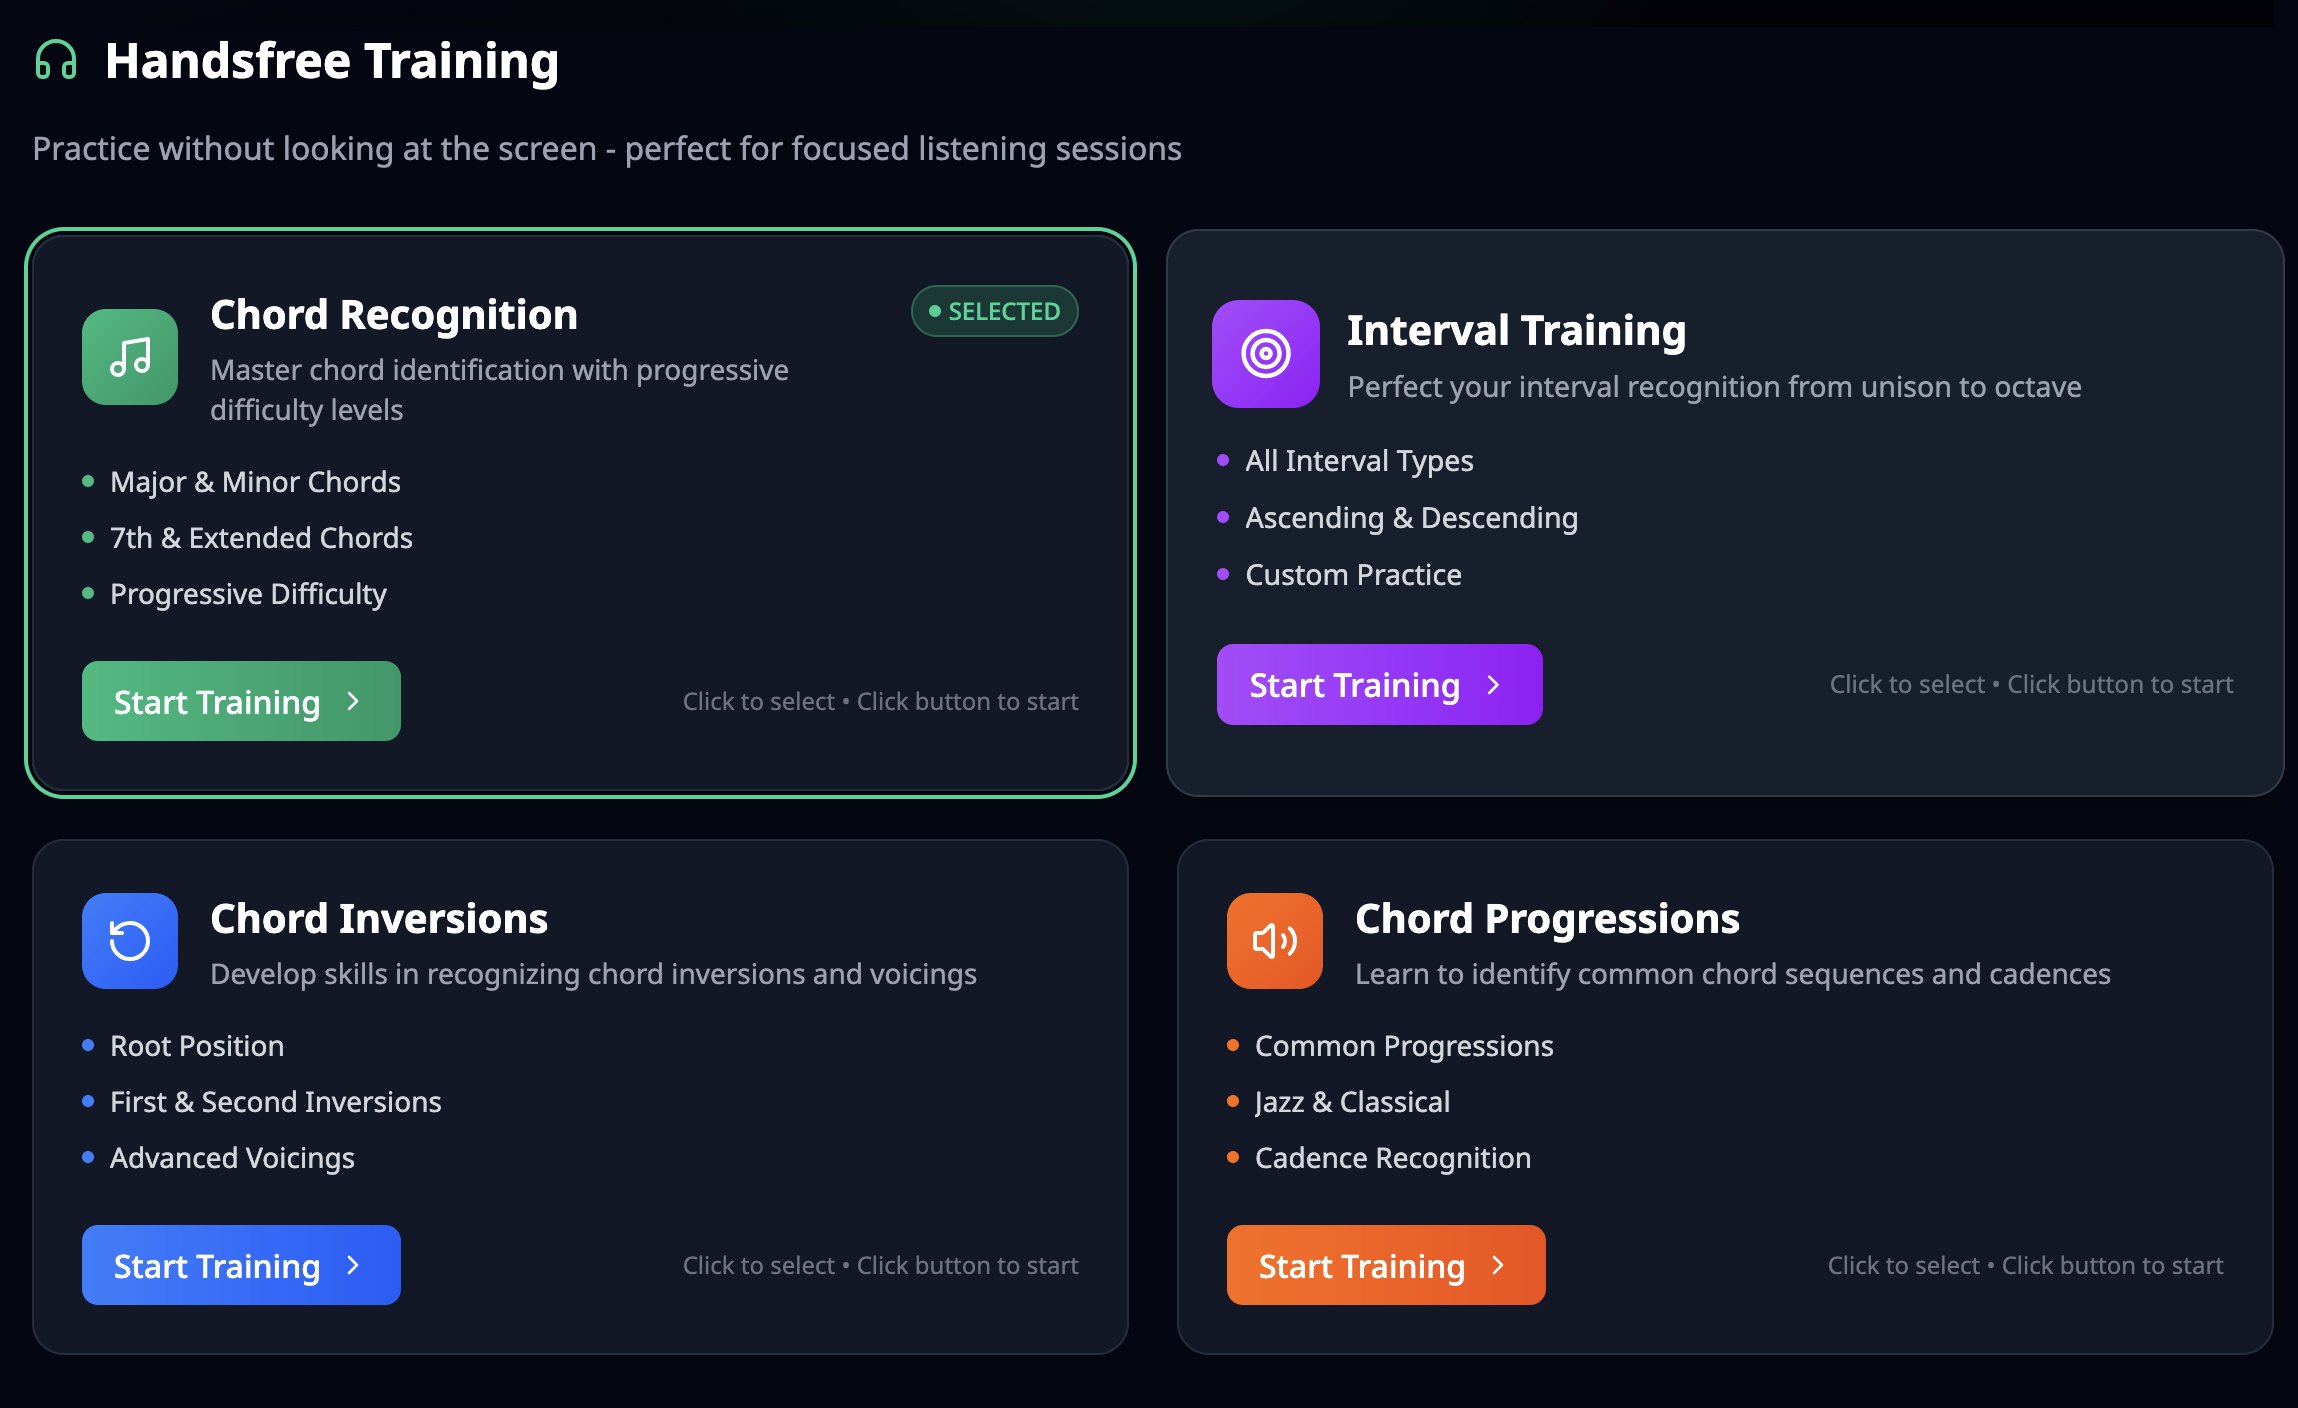 Handsfree Training
Practice without looking at the screen - perfect for focused listening sessions
Chord Recognition
SELECTED
Master chord identification with progressive
difficulty levels
Major & Minor Chords
7th & Extended Chords
Progressive Difficulty
Start Training
Click to select • Click button to start
Interval Training
Perfect your interval recognition from unison to octave
All Interval Types
Ascending & Descending
Custom Practice
Start Training
Click to select • Click button to start
Chord Inversions
Develop skills in recognizing chord inversions and voicings
Root Position
First & Second Inversions
Advanced Voicings
Start Training
Click to select • Click button to start
Chord Progressions
Learn to identify common chord sequences and cadences
Common Progressions
Jazz & Classical
Cadence Recognition
Start Training
Click to select • Click button to start